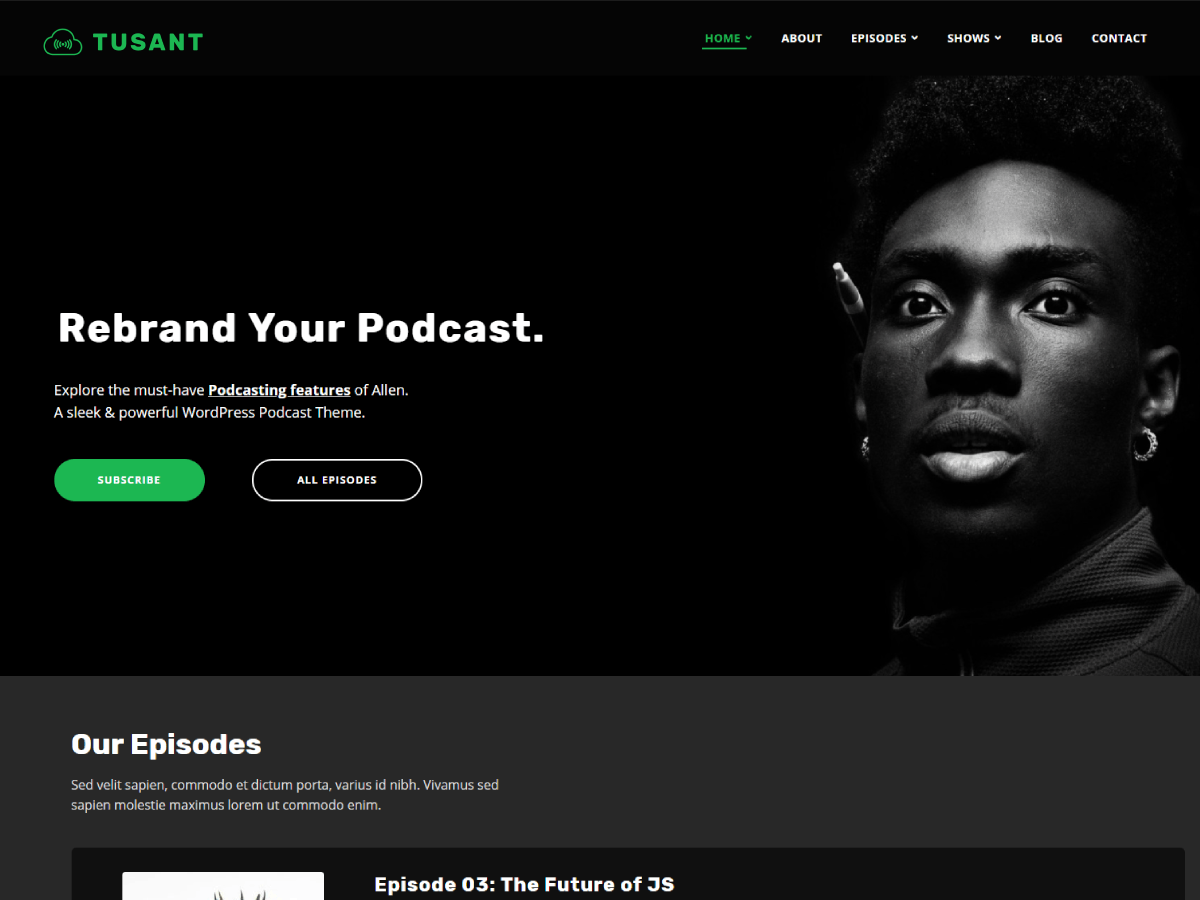 TUSANT
HOME
ABOUT
EPISODES
SHOWS
BLOG
CONTACT
Rebrand Your Podcast.
Explore the must-have Podcasting features of Allen.
A sleek & powerful WordPress Podcast Theme.
SUBSCRIBE
ALL EPISODES
Our Episodes
Sed velit sapien, commodo et dictum porta, varius id nibh. Vivamus sed
sapien molestie maximus lorem ut commodo enim.
Episode 03: The Future of JS